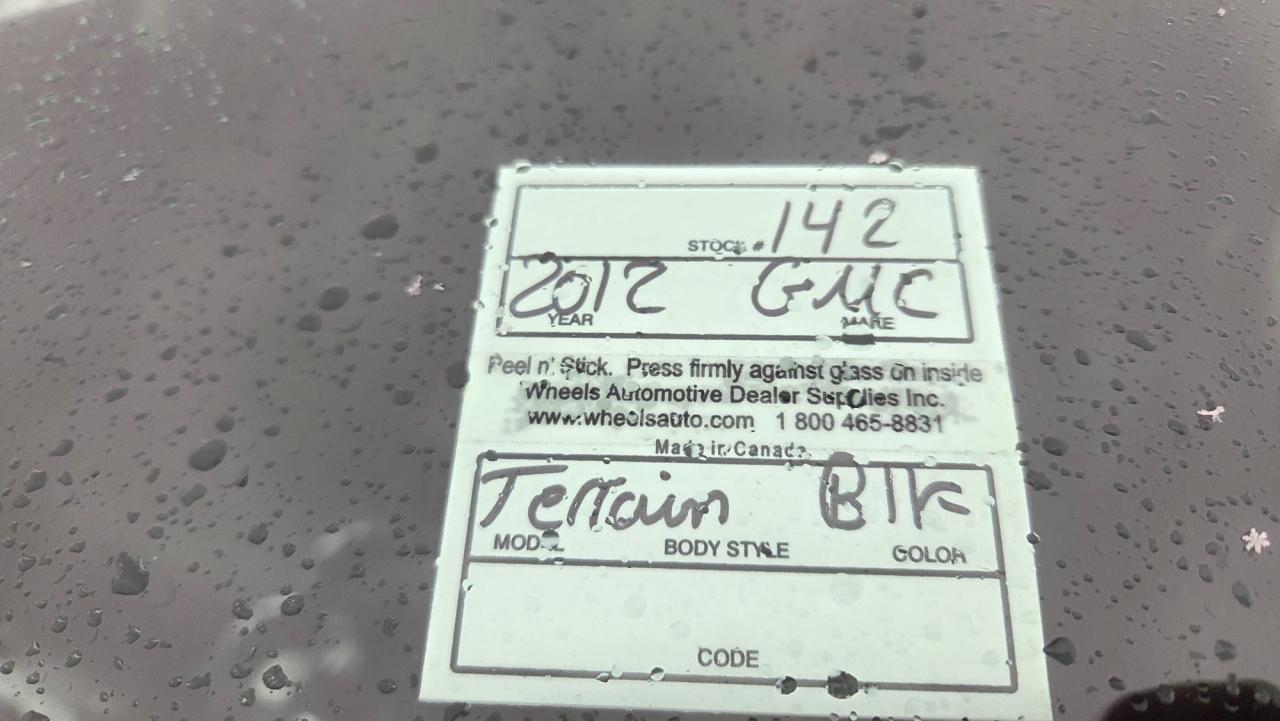 STOCK # 142
2012 GMC
YEAR MAKE
Peel n' Stick. Press firmly against glass on inside
Wheels Automotive Dealer Supplies Inc.
www.wheelsauto.com 1 800 465-8831
Made in Canada
Terrain Blk
MODEL BODY STYLE COLOR
CODE